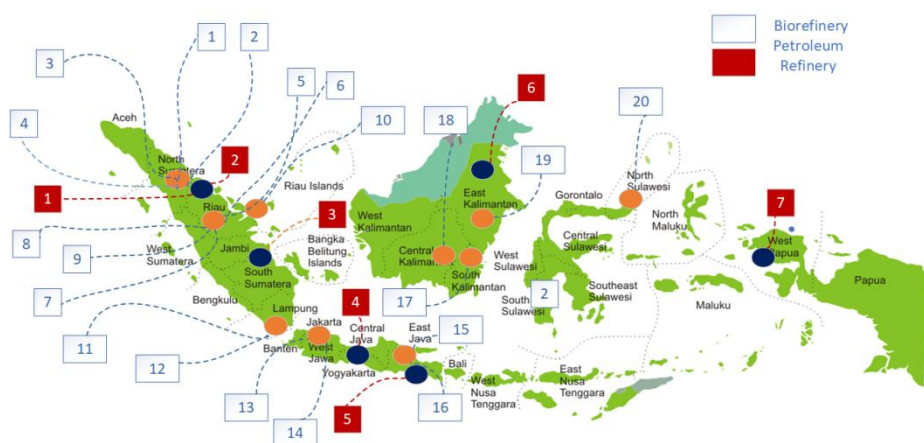 Biorefinery
Petroleum
Refinery
1
2
3
5
6
6
20
4
10
18
Aceh
North
Sumatera
2
19
1
Riau Islands
Riau
East
Kalimantan
North
Sulawesi
Gorontalo
3
West
Kalimantan
7
8
Jambi
Central
Sulawesi
North
Maluku
West
Papua
9
West
Sumatera
Bangka
Belitung
Islands
Central
Kalimantan
West
Sulawesi
South
Sumatera
South
Kalimantan
Papua
7
Bengkulu
17
South
Sulawesi
2
Southeast
Sulawesi
Maluku
Lampung
4
11
Jakarta
Central
Java
East
Java
15
Banten
West
Jawa
12
Yogyakarta
Bali
East
Nusa
Tenggara
West
Nusa
Tenggara
13
14
5
16